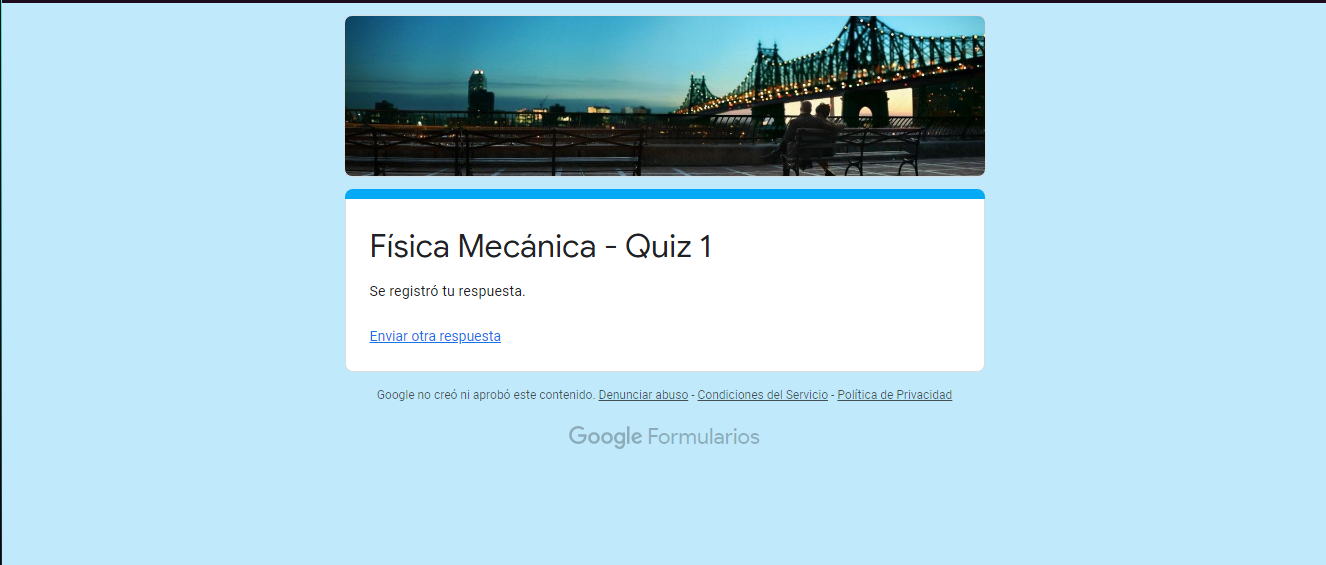 Física Mecánica - Quiz 1
Se registró tu respuesta.
Enviar otra respuesta
Google no creó ni aprobó este contenido. Denunciar abuso - Condiciones del Servicio - Política de Privacidad
Google Formularios